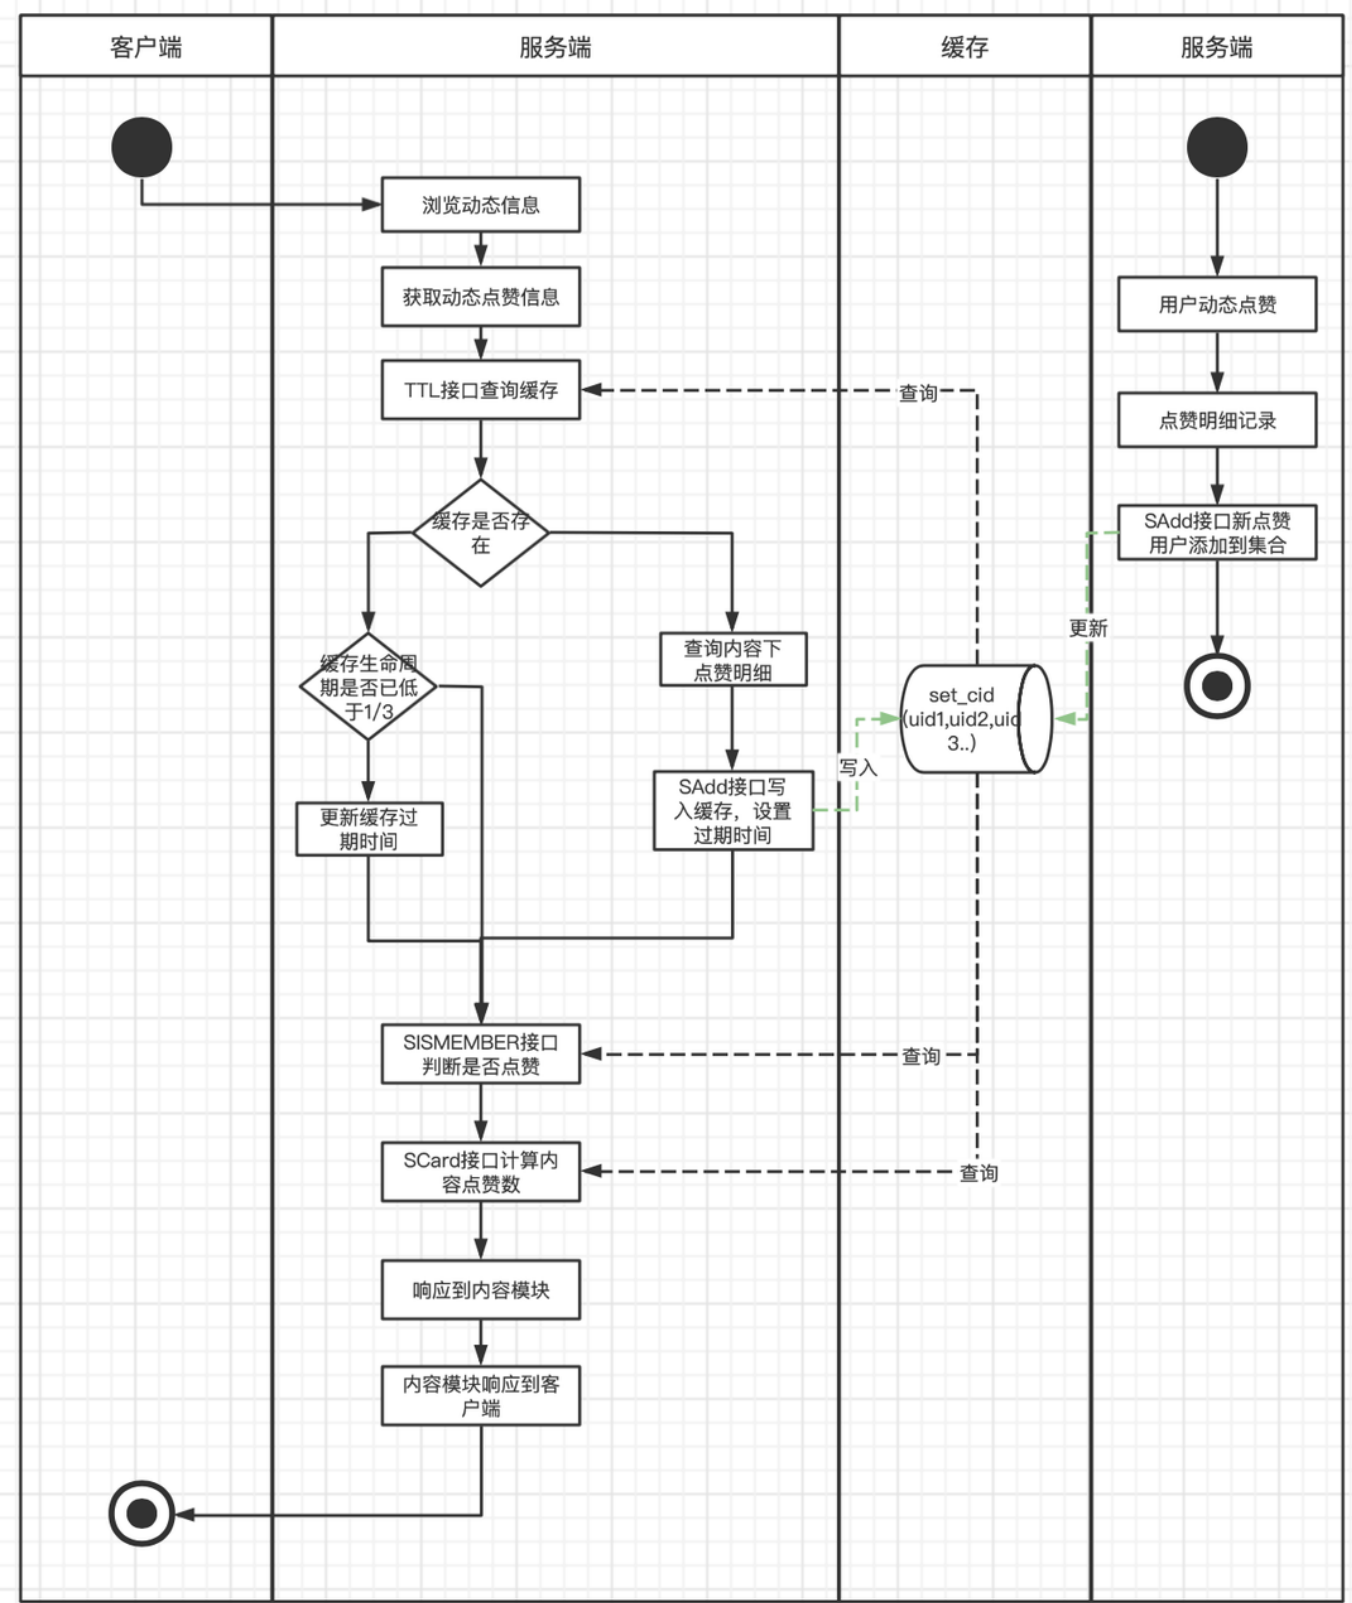 客户端
服务端
缓存
服务端
浏览动态信息
获取动态点赞信息
TTL接口查询缓存
查询
缓存是否存
在
缓存生命周
期是否已低
于1/3
更新缓存过
期时间
查询内容下
点赞明细
SAdd接口写
入缓存，设置
过期时间
写入
set_cid
(uid1,uid2,uid
3..)
更新
用户动态点赞
点赞明细记录
SAdd接口新点赞
用户添加到集合
SISMEMBER接口
判断是否点赞
查询
SCard接口计算内
容点赞数
查询
响应到内容模块
内容模块响应到客
户端